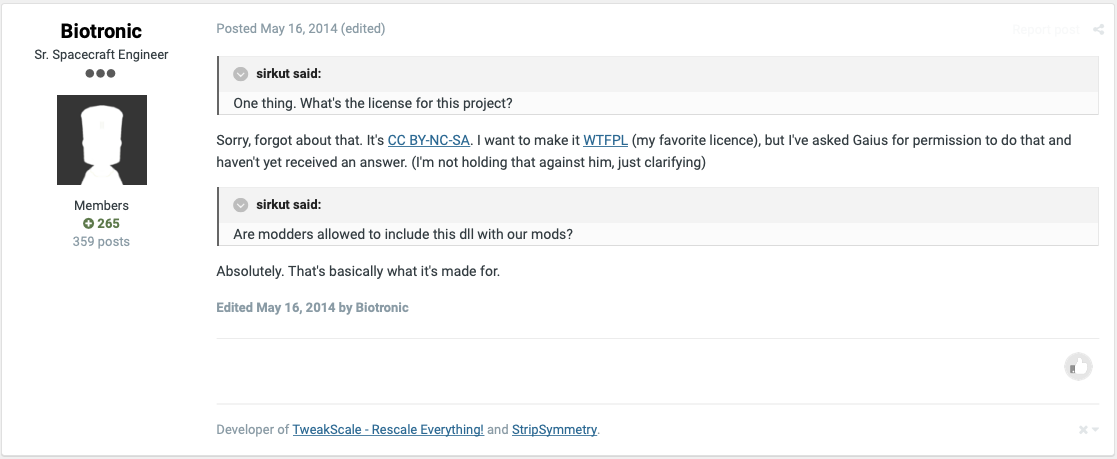 Biotronic
Sr. Spacecraft Engineer
Members
265
359 posts
Posted May 16, 2014 (edited)
Report post
sirkut said:
One thing. What's the license for this project?
Sorry, forgot about that. It's CC BY-NC-SA. I want to make it WTFPL (my favorite licence), but I've asked Gaius for permission to do that and
haven't yet received an answer. (I'm not holding that against him, just clarifying)
sirkut said:
Are modders allowed to include this dll with our mods?
Absolutely. That's basically what it's made for.
Edited May 16, 2014 by Biotronic
Developer of TweakScale - Rescale Everything! and StripSymmetry.